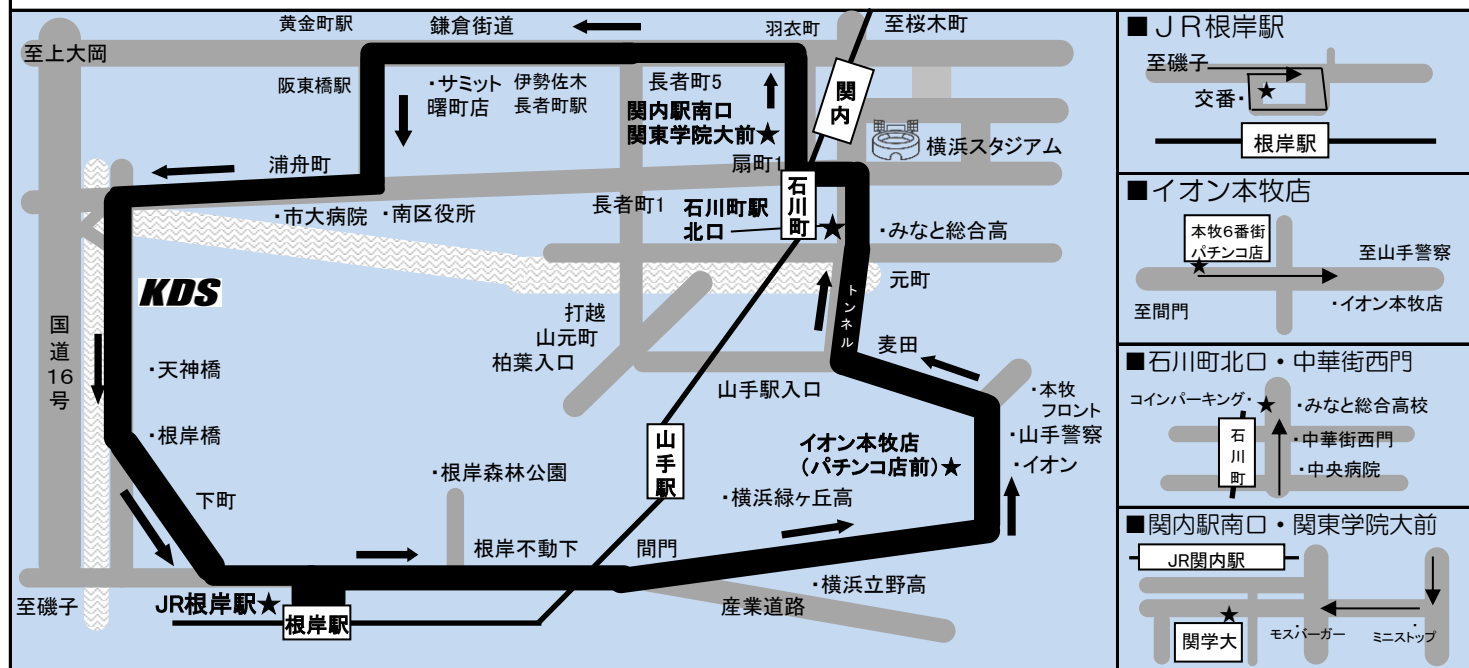 黄金町駅
鎌倉街道
羽衣町
至桜木町
至上大岡
阪東橋駅
・サミット
曙町店
伊勢佐木
長者町駅
長者町5
関内駅南口
関東学院大前★
関内
横浜スタジアム
浦舟町
扇町1
・市大病院
・南区役所
長者町1
石川町駅
北口
石川町
★
・みなと総合高
元町
KDS
国道16号
打越
山元町
柏葉入口
トンネル
麦田
・天神橋
山手駅入口
・本牧
フロント
・根岸橋
・山手警察
イオン本牧店
(パチンコ店前)★
・イオン
山手駅
・根岸森林公園
・横浜緑ヶ丘高
下町
根岸不動下
間門
・横浜立野高
至磯子
JR根岸駅★
根岸駅
産業道路
■ＪＲ根岸駅
至磯子
交番・
★
根岸駅
■イオン本牧店
本牧6番街
パチンコ店
★
至山手警察
至間門
・イオン本牧店
■石川町北口・中華街西門
コインパーキング・
★
・みなと総合高校
石川町
・中華街西門
・中央病院
■関内駅南口・関東学院大前
JR関内駅
★
関学大
・
モスバーガー
・
ミニストップ